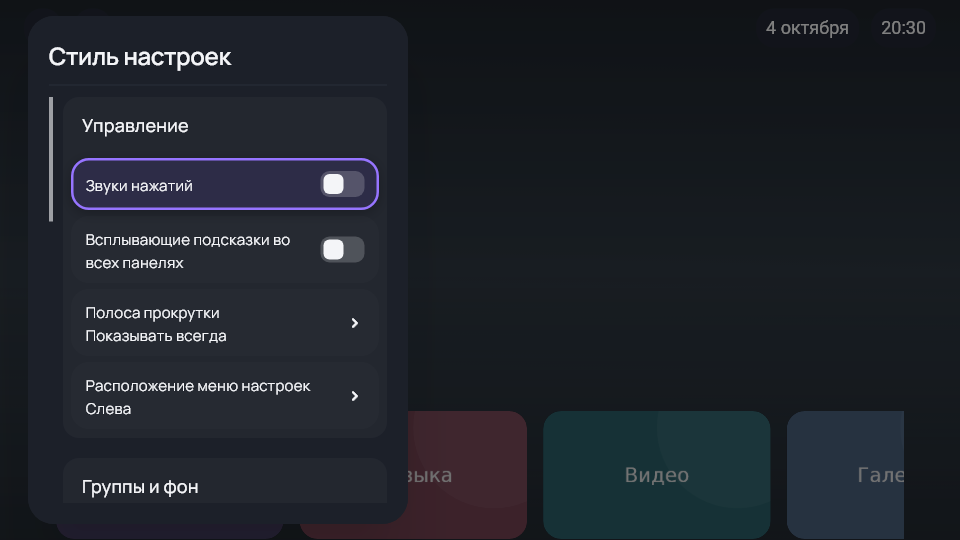 4 октября 20:30
Стиль настроек
Управление
Звуки нажатий
Всплывающие подсказки во
всех панелях
Полоса прокрутки
Показывать всегда
Расположение меню настроек
Слева
Группы и фон
Видео